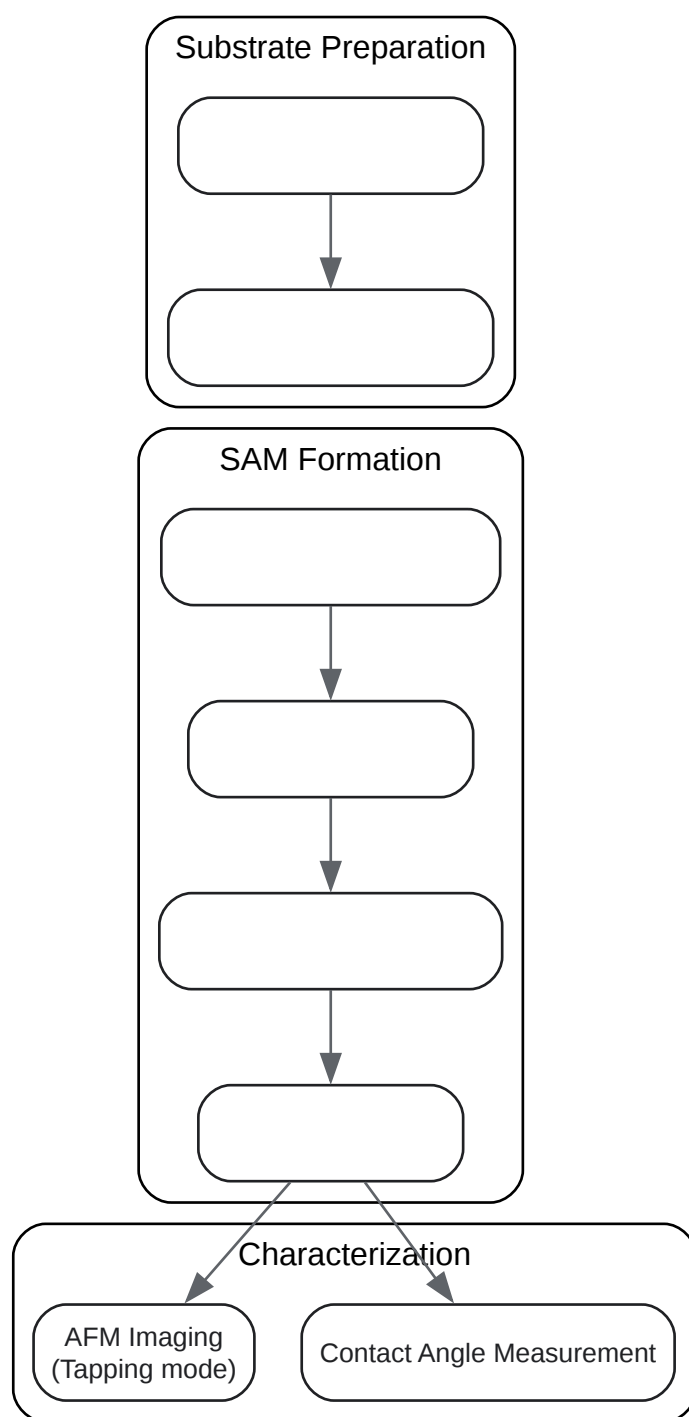 Substrate Preparation
SAM Formation
Characterization
AFM Imaging
(Tapping mode)
Contact Angle Measurement